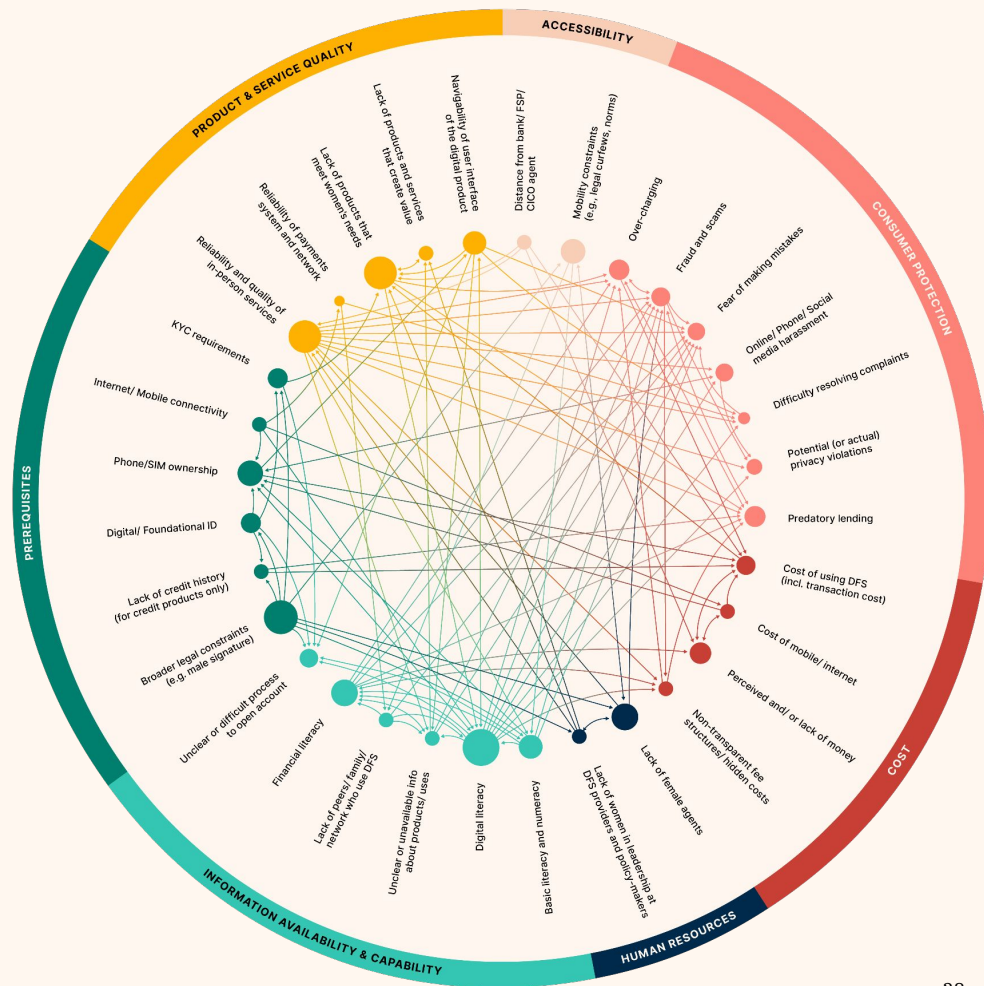 ACCESSIBILITY
Distance from bank/ FSP/
CICO agent
Mobility constraints
(e.g., legal curfews, norms)
CONSUMER PROTECTION
Over-charging
Fraud and scams
Fear of making mistakes
Online/ Phone/ Social
media harassment
Difficulty resolving complaints
Potential (or actual)
privacy violations
Predatory lending
COST
Cost of using DFS
(incl. transaction cost)
Cost of mobile/ internet
Perceived and/ or lack of money
Non-transparent fee
structures/ hidden costs
HUMAN RESOURCES
Lack of female agents
Lack of women in leadership at
DFS providers and policy-makers
INFORMATION AVAILABILITY & CAPABILITY
Basic literacy and numeracy
Digital literacy
Unclear or unavailable info
about products/ uses
Lack of peers/ family/
network who use DFS
Financial literacy
Unclear or difficult process
to open account
PREREQUISITES
Broader legal constraints
(e.g. male signature)
Lack of credit history
(for credit products only)
Digital/ Foundational ID
Phone/SIM ownership
Internet/ Mobile connectivity
KYC requirements
PRODUCT & SERVICE QUALITY
Reliability and quality of
in-person services
Reliability of payments
system and network
Lack of products that
meet women's needs
Lack of products and services
that create value
Navigability of user interface
of the digital product